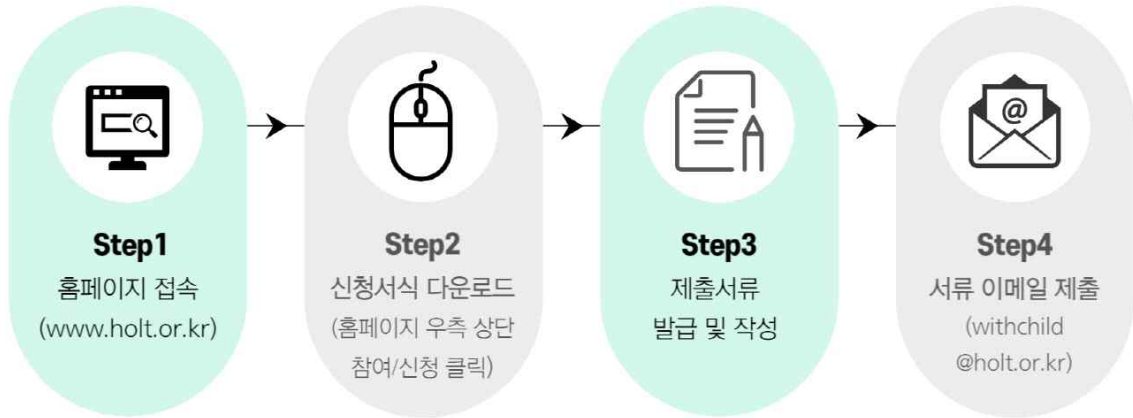 Step1
홈페이지 접속
(www.holt.or.kr)
Step2
신청서식 다운로드
(홈페이지 우측 상단
참여/신청 클릭)
Step3
제출서류
발급 및 작성
@
Step4
서류 이메일 제출
(withchild
@holt.or.kr)